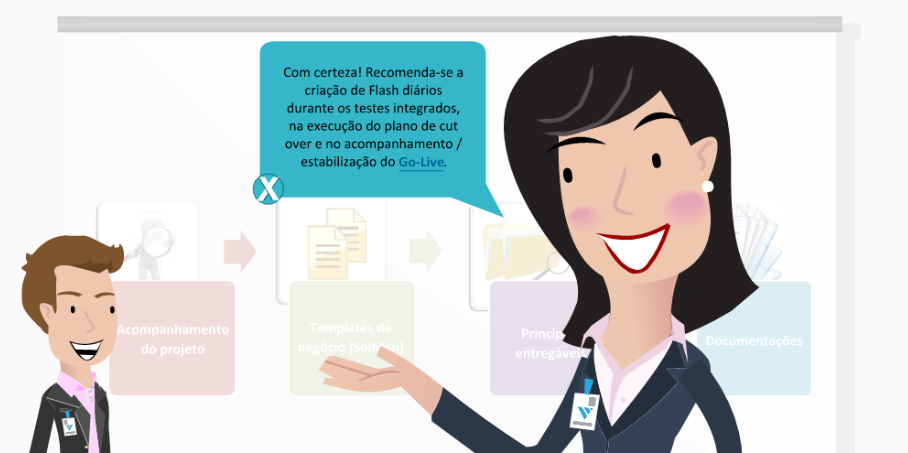 Com certeza! Recomenda-se a
criação de Flash diários
durante os testes integrados,
na execução do plano de cut
over e no acompanhamento /
estabilização do Go-Live.
X
Acompanhamento
do projeto
Templates de
negócio (SolMan)
Princip
entregáveis
Documentações